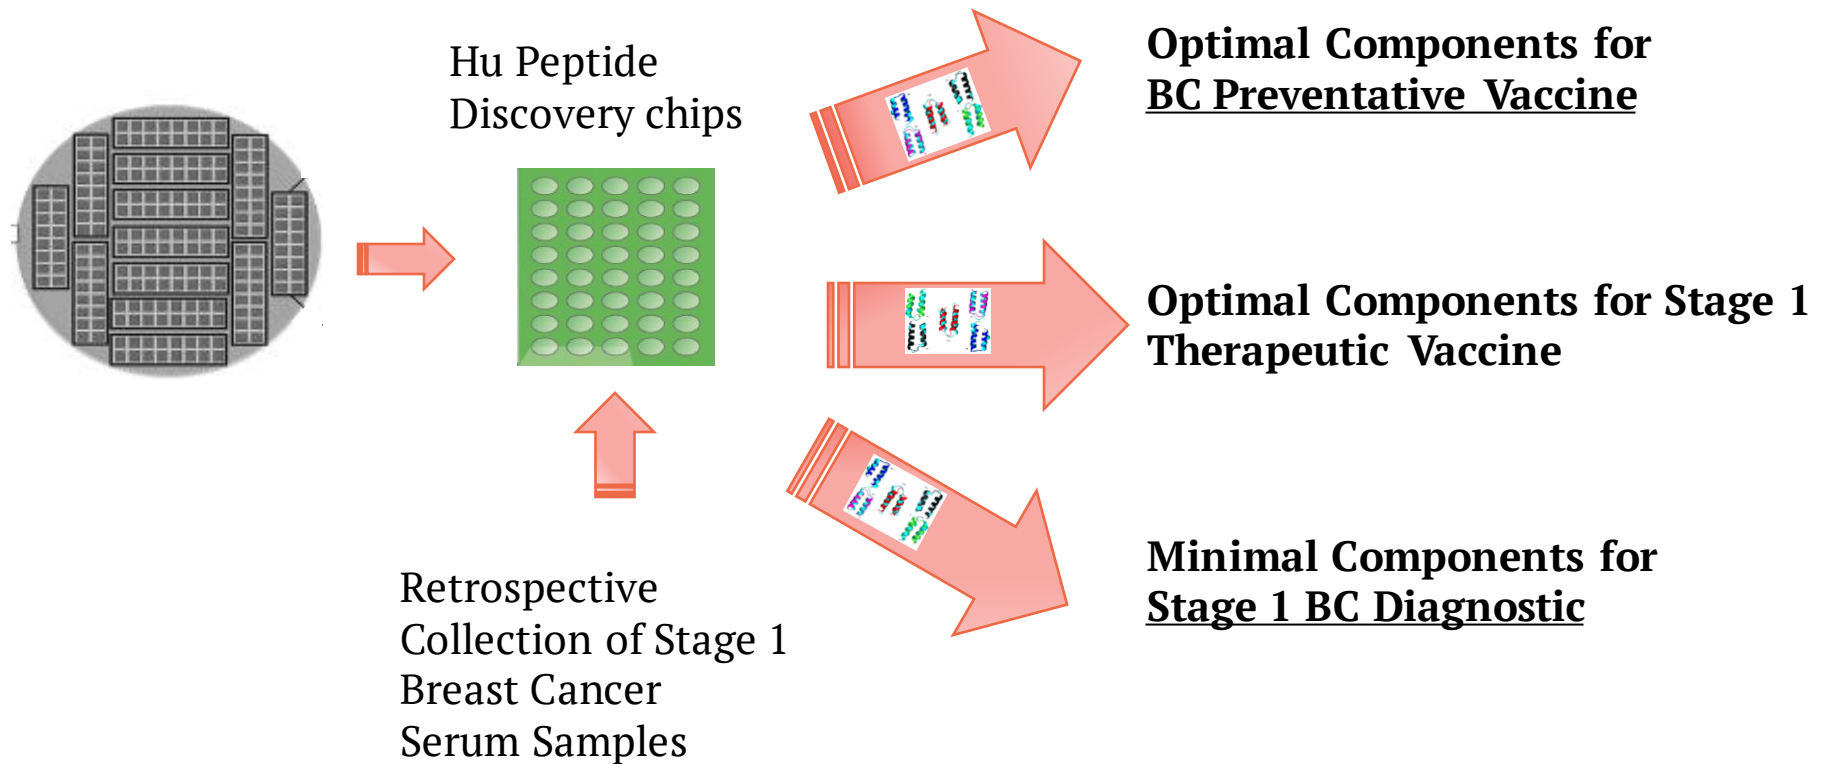 Hu Peptide
Discovery chips
Optimal Components for
BC Preventative Vaccine
Optimal Components for Stage 1
Therapeutic Vaccine
Retrospective
Collection of Stage 1
Breast Cancer
Serum Samples
Minimal Components for
Stage 1 BC Diagnostic